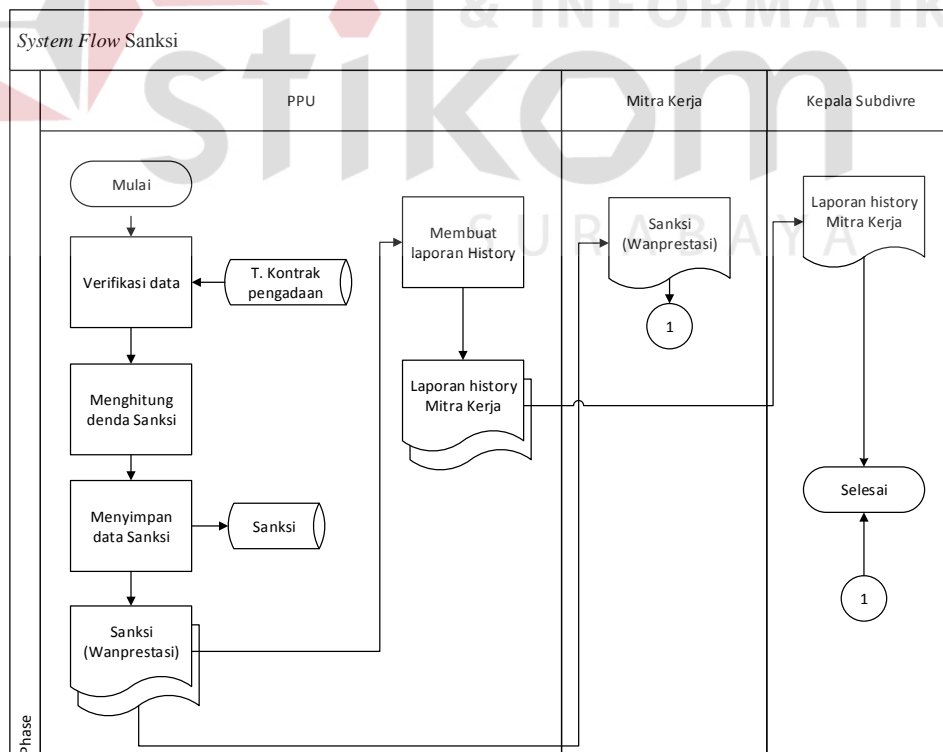 & INFORMATIK
stikom
SURABAYA
System Flow Sanksi
PPU
Mitra Kerja
Kepala Subdivre
Mulai
Verifikasi data
T. Kontrak
pengadaan
Menghitung
denda Sanksi
Menyimpan
data Sanksi
Sanksi
Sanksi
(Wanprestasi)
Membuat
laporan History
Laporan history
Mitra Kerja
Sanksi
(Wanprestasi)
1
Laporan history
Mitra Kerja
Selesai
1
Phase